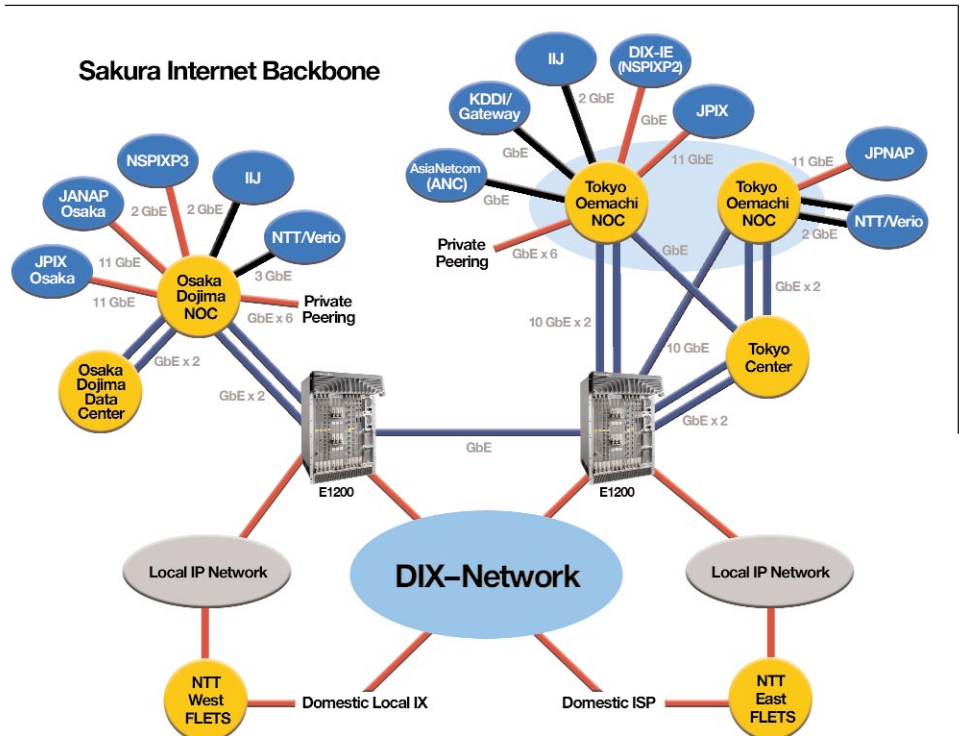 Sakura Internet Backbone
IIJ
DIX-IE
(NSPIXP2)
KDDI/
Gateway
2 GbE
GbE
JPIX
GbE
11 GbE
AsiaNetcom
(ANC)
GbE
Tokyo
Oemachi
NOC
Tokyo
Oemachi
NOC
11 GbE
JPNAP
NTT/Verio
2 GbE
Private
Peering
GbE x 6
GbE
GbE x 2
10 GbE x 2
10 GbE
Tokyo
Center
GbE x 2
NSPIXP3
IIJ
JANAP
Osaka
2 GbE
2 GbE
NTT/Verio
JPIX
Osaka
11 GbE
3 GbE
11 GbE
Osaka
Dojima
NOC
GbE x 6
Private
Peering
GbE x 2
Osaka
Dojima
Data
Center
GbE x 2
GbE
E1200
E1200
Local IP Network
DIX–Network
Local IP Network
NTT
West
FLETS
Domestic Local IX
Domestic ISP
NTT
East
FLETS